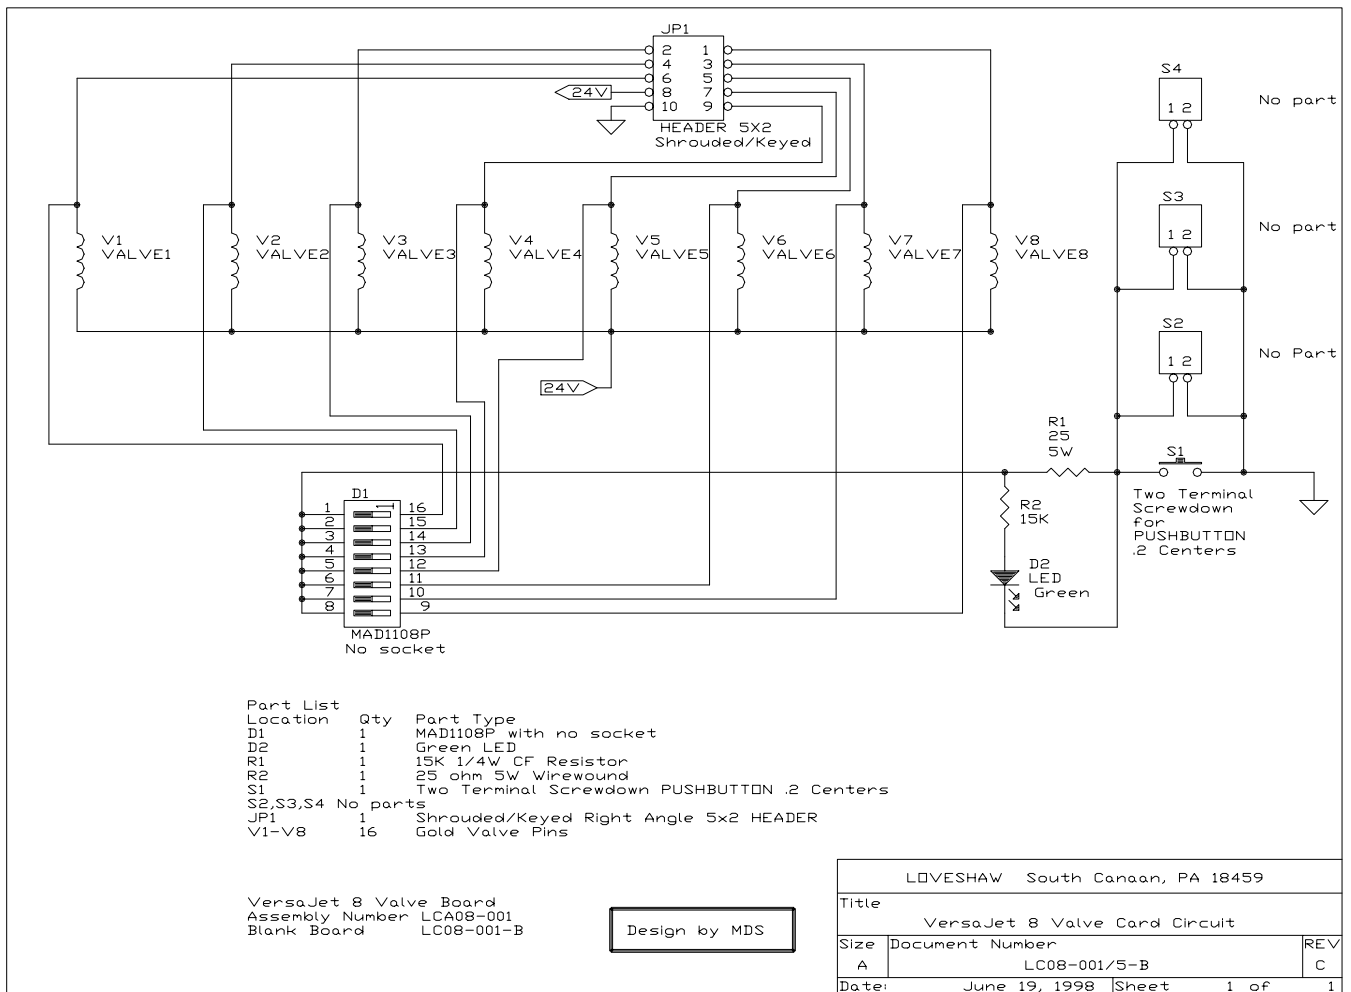 JP1
2 1
4 3
6 5
8 7
10 9
24V
HEADER 5X2
Shrouded/Keyed
S4
1 2
No part
S3
1 2
No part
S2
1 2
No Part
V1
VALVE1
V2
VALVE2
V3
VALVE3
V4
VALVE4
V5
VALVE5
V6
VALVE6
V7
VALVE7
V8
VALVE8
24V
R1
25
5W
S1
Two Terminal
Screwdown
for
PUSHBUTTON
.2 Centers
R2
15K
D2
LED
Green
D1
1
1 16
2 15
3 14
4 13
5 12
6 11
7 10
8 9
MAD1108P
No socket
Part List
Location Qty Part Type
D1 1 MAD1108P with no socket
D2 1 Green LED
R1 1 15K 1/4W CF Resistor
R2 1 25 ohm 5W Wirewound
S1 1 Two Terminal Screwdown PUSHBUTTON .2 Centers
S2,S3,S4 No parts
JP1 1 Shrouded/Keyed Right Angle 5x2 HEADER
V1-V8 16 Gold Valve Pins
VersaJet 8 Valve Board
Assembly Number LCA08-001
Blank Board LC08-001-B
Design by MDS
LOVESHAW South Canaan, PA 18459
Title
VersaJet 8 Valve Card Circuit
Size Document Number REV
A LC08-001/5-B C
Date: June 19, 1998 Sheet 1 of 1